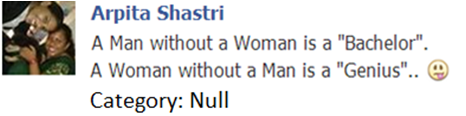 Arpita Shastri
A Man without a Woman is a "Bachelor".
A Woman without a Man is a "Genius"..
Category: Null